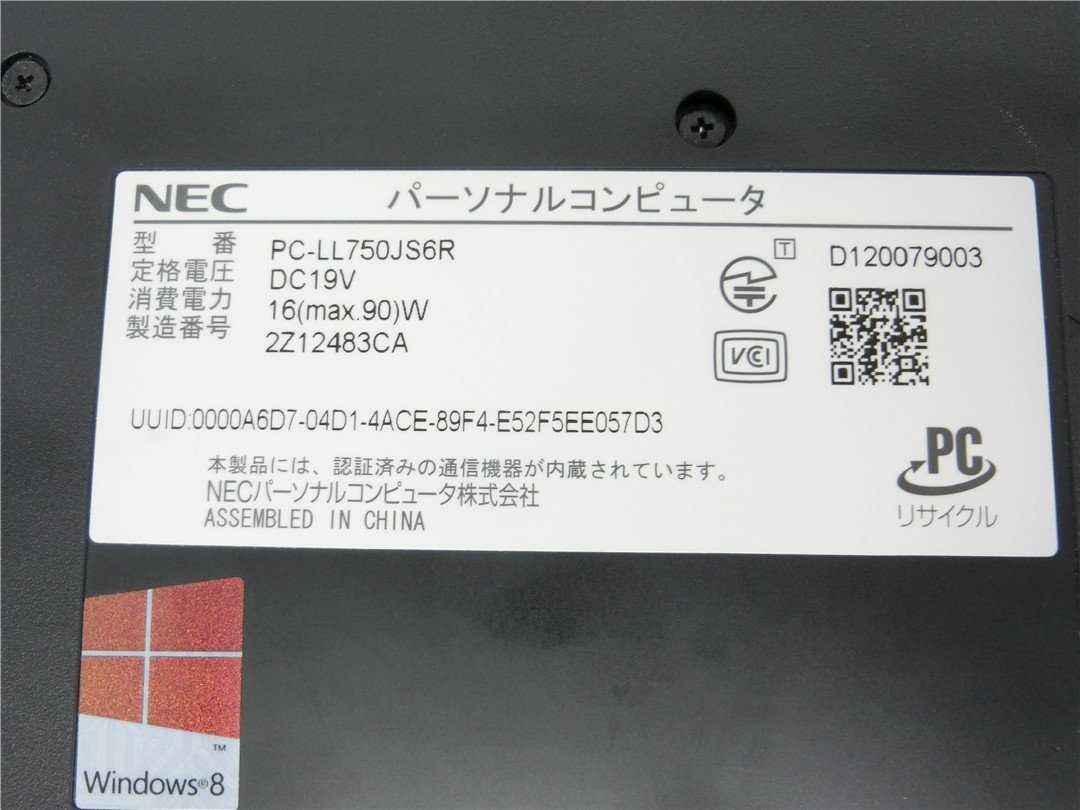 NEC パーソナルコンピュータ
型 番 PC-LL750JS6R
定格電圧 DC19V
消費電力 16(max.90)W
製造番号 2Z12483CA
T
D120079003
VCCI
UUID:0000A6D7-04D1-4ACE-89F4-E52F5EE057D3
本製品には、認証済みの通信機器が内蔵されています。
NECパーソナルコンピュータ株式会社
ASSEMBLED IN CHINA
PC
リサイクル
Windows®8
™